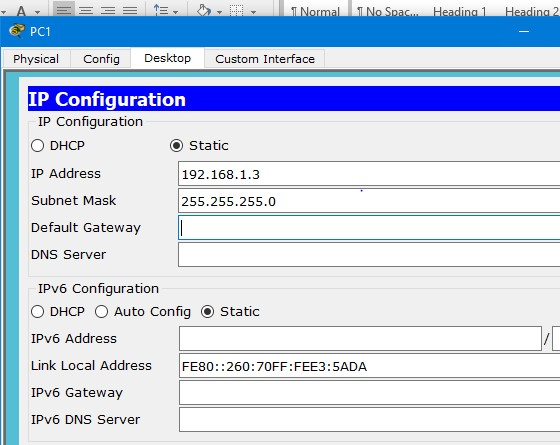 ¶ Normal ¶ No Spac... Heading 1 Heading 2
PC1
Physical Config Desktop Custom Interface
IP Configuration
IP Configuration
DHCP Static
IP Address 192.168.1.3
Subnet Mask 255.255.255.0
Default Gateway
DNS Server
IPv6 Configuration
DHCP Auto Config Static
IPv6 Address /
Link Local Address FE80::260:70FF:FEE3:5ADA
IPv6 Gateway
IPv6 DNS Server